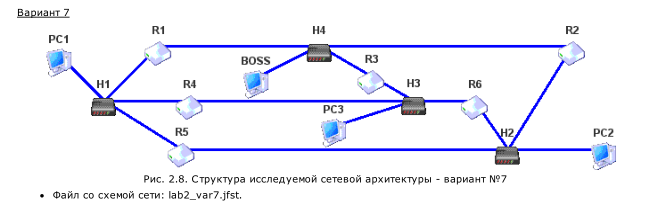 Вариант 7
R1
H4
R2
PC1
BOSS
R3
H1
R4
H3
R6
PC3
R5
H2
PC2
Рис. 2.8. Структура исследуемой сетевой архитектуры - вариант №7
• Файл со схемой сети: lab2_var7.jfst.